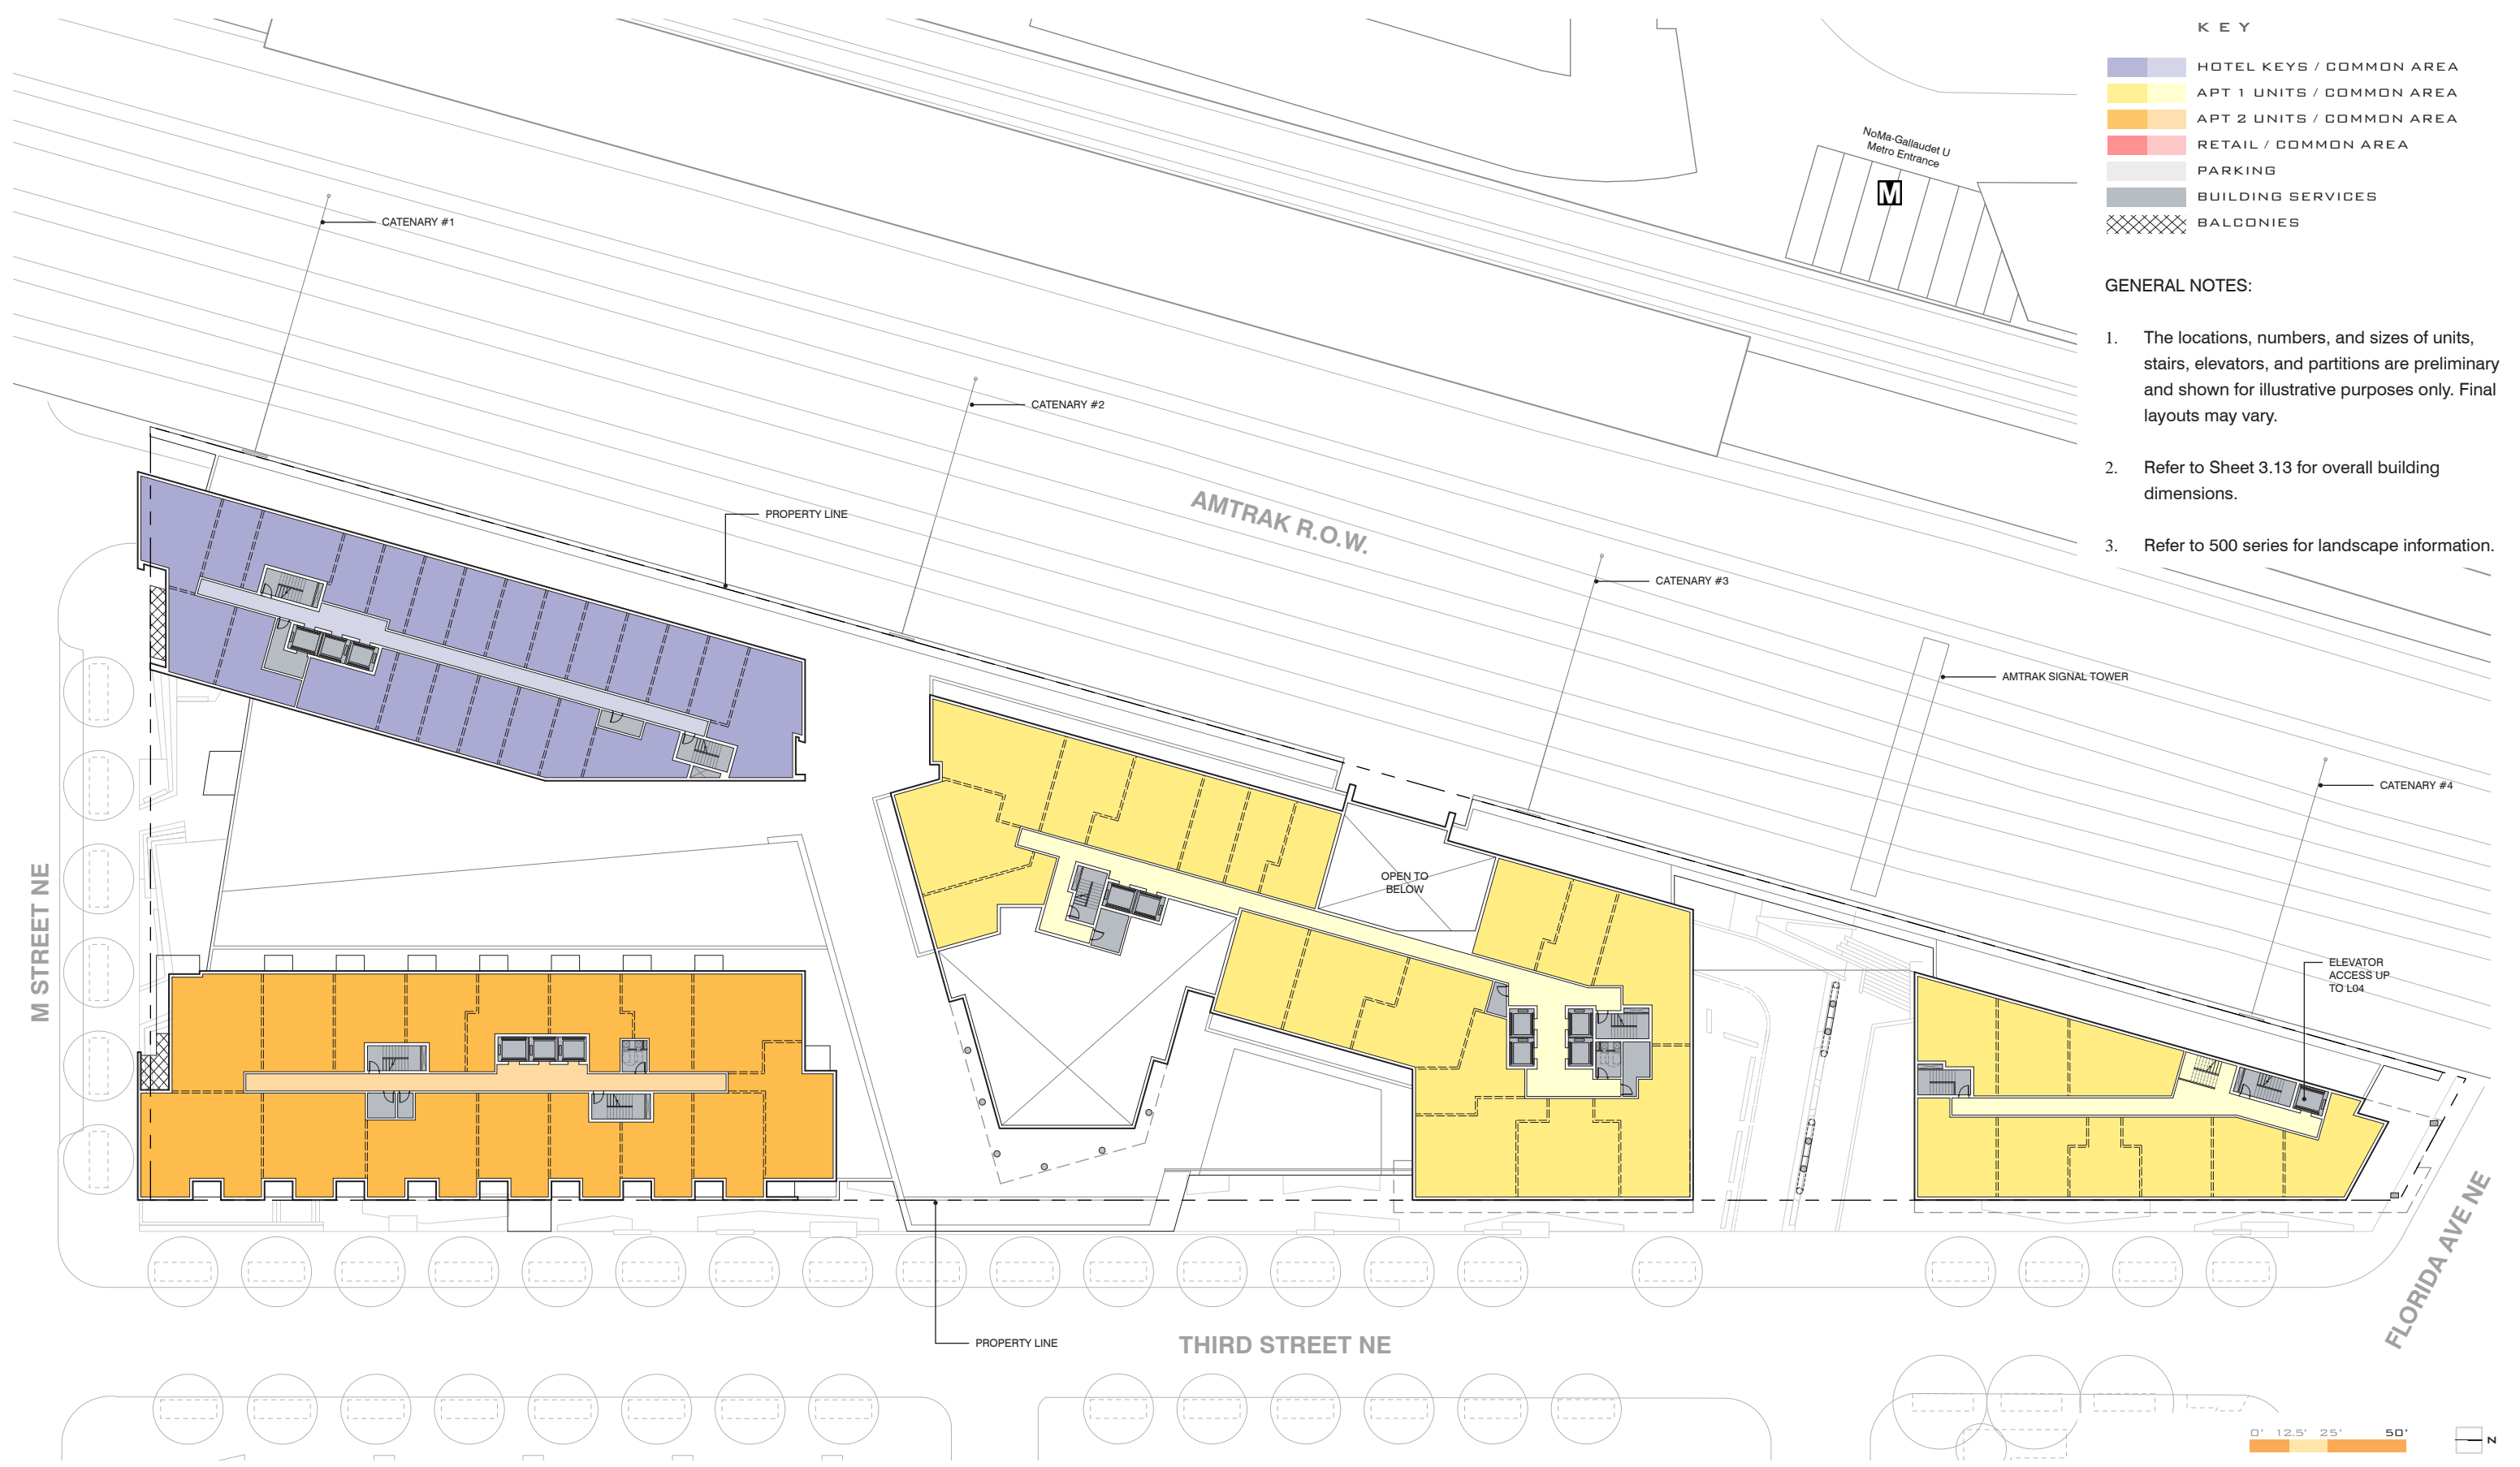 KEY
HOTEL KEYS / COMMON AREA
APT 1 UNITS / COMMON AREA
APT 2 UNITS / COMMON AREA
RETAIL / COMMON AREA
PARKING
BUILDING SERVICES
BALCONIES
GENERAL NOTES:
1. The locations, numbers, and sizes of units,
stairs, elevators, and partitions are preliminary
and shown for illustrative purposes only. Final
layouts may vary.
2. Refer to Sheet 3.13 for overall building
dimensions.
3. Refer to 500 series for landscape information.
NoMa-Gallaudet U
Metro Entrance
M
CATENARY #1
CATENARY #2
PROPERTY LINE
AMTRAK R.O.W.
CATENARY #3
AMTRAK SIGNAL TOWER
CATENARY #4
OPEN TO
BELOW
ELEVATOR
ACCESS UP
TO L04
M STREET NE
PROPERTY LINE
THIRD STREET NE
FLORIDA AVE NE
0' 12.5' 25' 50'
N